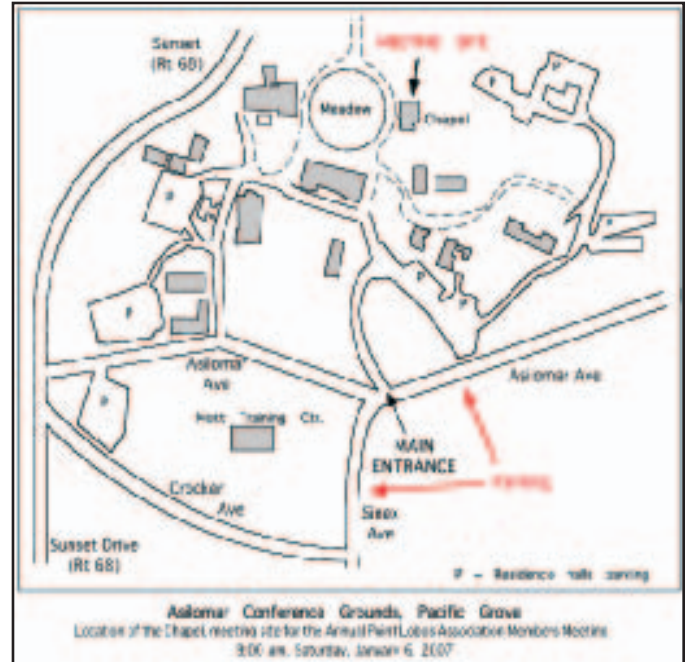 Sunset
(Rt 68)
MEETING SITE
Meadow
Chapel
P
P
P
P
P
P
P
Asilomar
Ave
Asilomar Ave
Training Ctr.
MAIN
ENTRANCE
Parking
Crocker
Ave
Sinex
Ave
Sunset Drive
(Rt 68)
P - Residence halls parking
Asilomar Conference Grounds, Pacific Grove
Location of the Chapel, meeting site for the Annual Point Lobos Association Members Meeting
9:00 am, Saturday, January 6, 2007